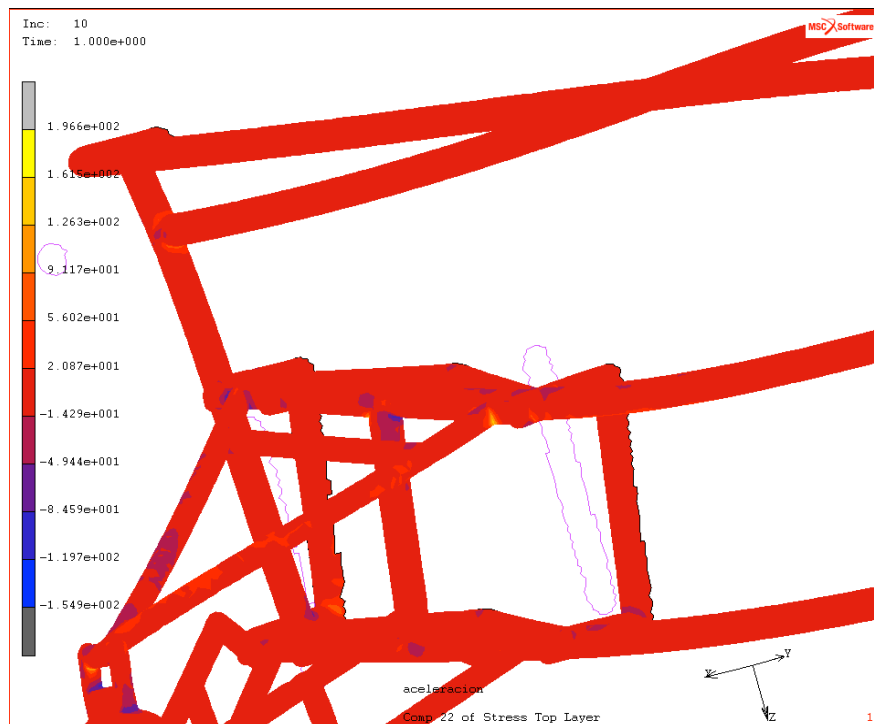 Inc: 10
Time: 1.000e+000
MSC Software
1.966e+002
1.615e+002
1.263e+002
9.117e+001
5.602e+001
2.087e+001
-1.429e+001
-4.944e+001
-8.459e+001
-1.197e+002
-1.549e+002
Y
X
Z
aceleracion
Comp 22 of Stress Top Layer
1